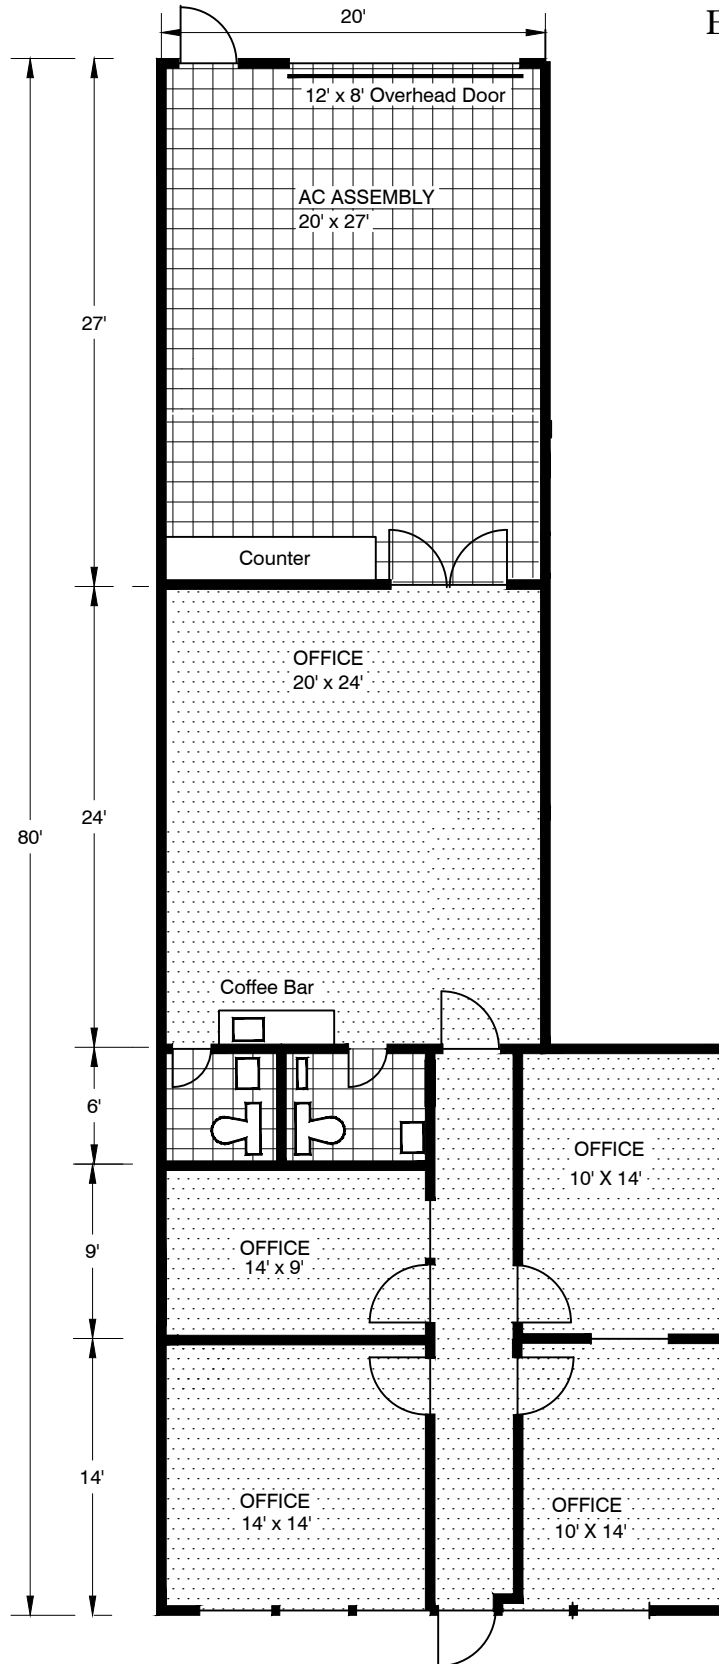 20'
E
12' x 8' Overhead Door
AC ASSEMBLY
20' x 27'
27'
Counter
OFFICE
20' x 24'
24'
80'
Coffee Bar
6'
OFFICE
10' X 14'
OFFICE
14' x 9'
9'
14'
OFFICE
14' x 14'
OFFICE
10' X 14'